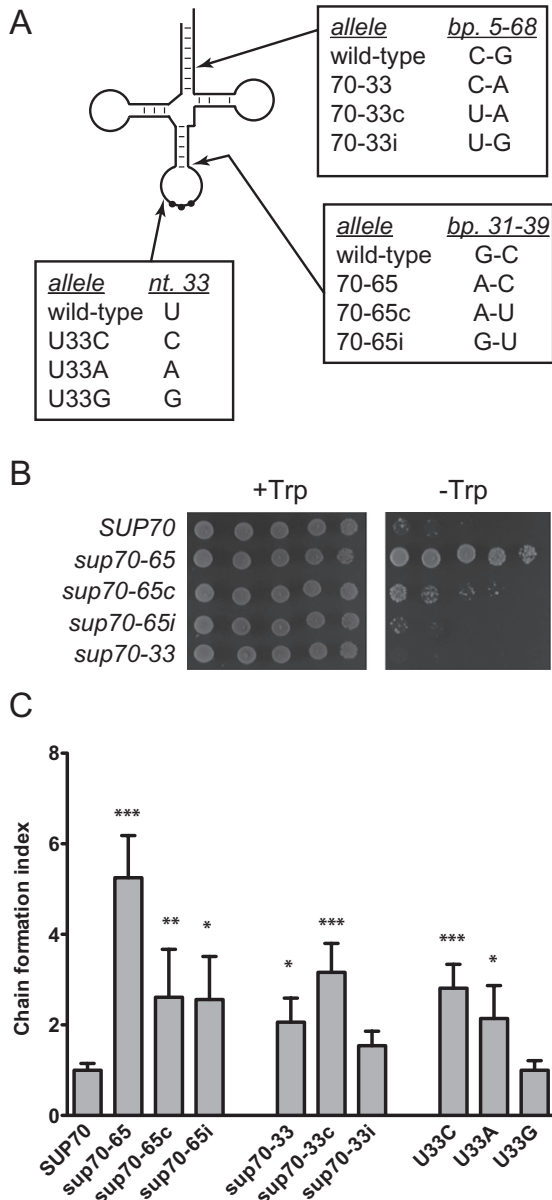 A
allele bp. 5-68
wild-type C-G
70-33 C-A
70-33c U-A
70-33i U-G
allele bp. 31-39
wild-type G-C
70-65 A-C
70-65c A-U
70-65i G-U
allele nt. 33
wild-type U
U33C C
U33A A
U33G G
B
+Trp -Trp
SUP70
sup70-65
sup70-65c
sup70-65i
sup70-33
C
Chain formation index
8
6
4
2
0
***
**
*
*
***
***
*
SUP70
sup70-65
sup70-65c
sup70-65i
sup70-33
sup70-33c
sup70-33i
U33C
U33A
U33G